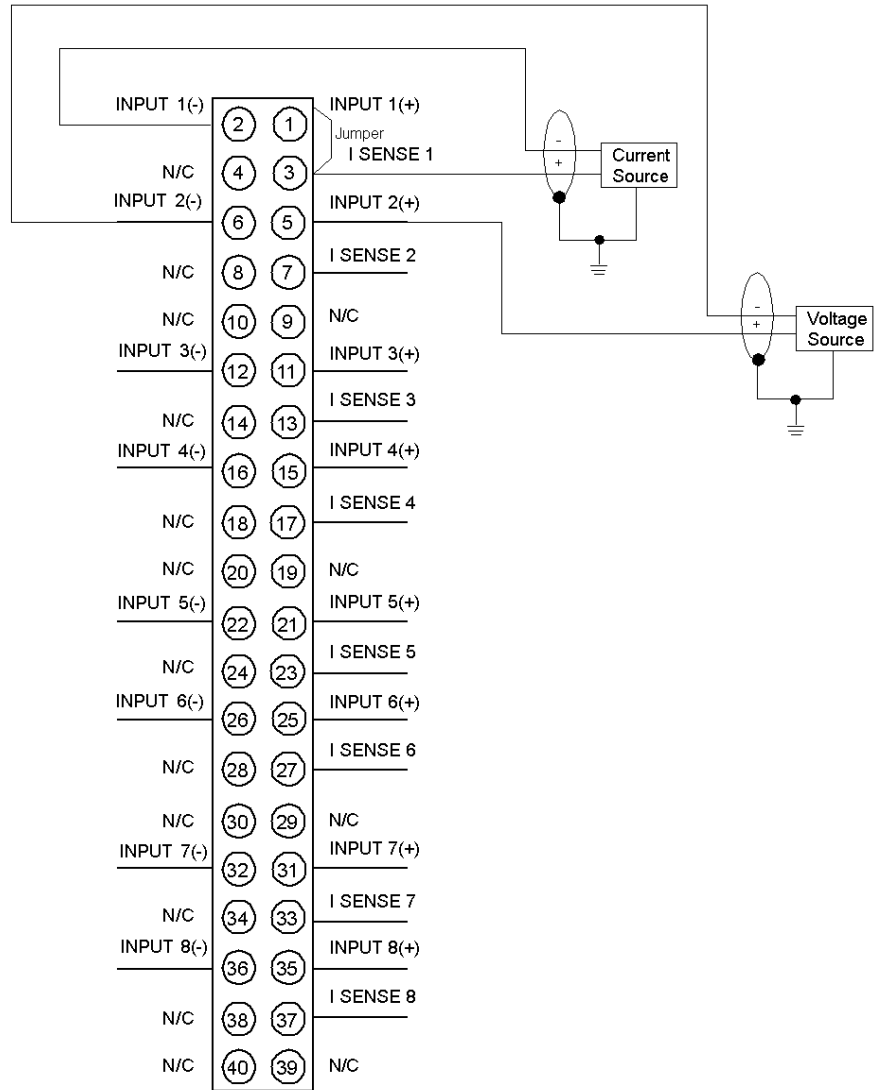 INPUT 1(-) 2 1 INPUT 1(+)
Jumper
N/C 4 3 I SENSE 1
INPUT 2(-) 6 5 INPUT 2(+)
N/C 8 7 I SENSE 2
N/C 10 9 N/C
INPUT 3(-) 12 11 INPUT 3(+)
N/C 14 13 I SENSE 3
INPUT 4(-) 16 15 INPUT 4(+)
N/C 18 17 I SENSE 4
N/C 20 19 N/C
INPUT 5(-) 22 21 INPUT 5(+)
N/C 24 23 I SENSE 5
INPUT 6(-) 26 25 INPUT 6(+)
N/C 28 27 I SENSE 6
N/C 30 29 N/C
INPUT 7(-) 32 31 INPUT 7(+)
N/C 34 33 I SENSE 7
INPUT 8(-) 36 35 INPUT 8(+)
N/C 38 37 I SENSE 8
N/C 40 39 N/C
-
+
Current
Source
-
+
Voltage
Source